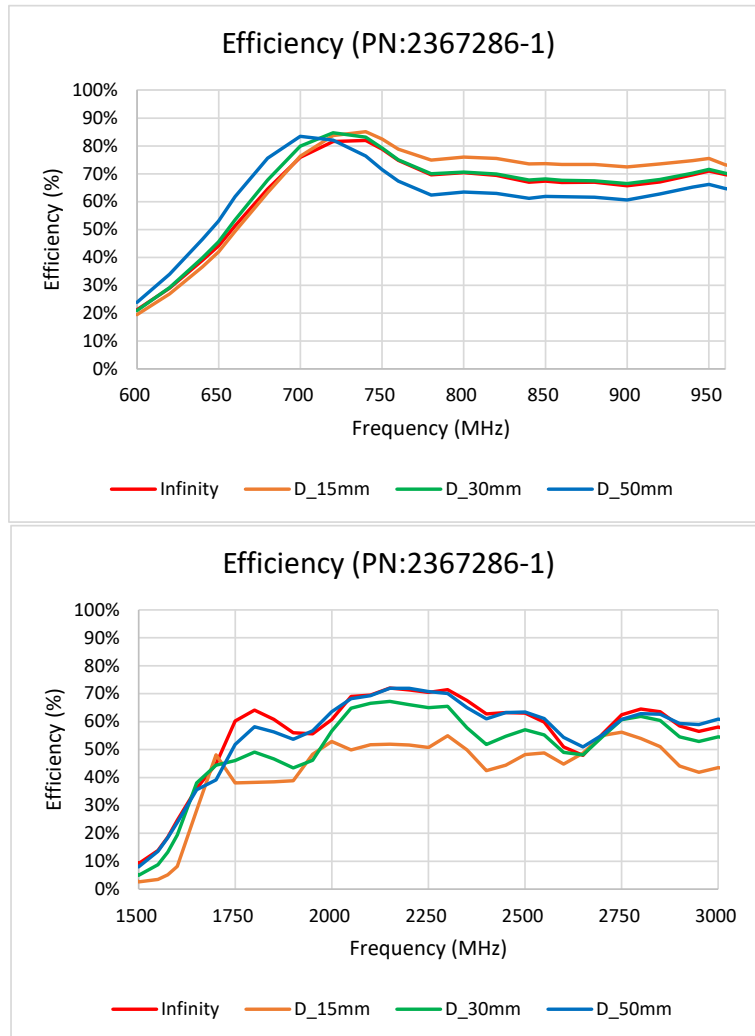 Efficiency (PN:2367286-1)
100%
90%
80%
70%
60%
50%
40%
30%
20%
10%
0%
Efficiency (%)
600 650 700 750 800 850 900 950
Frequency (MHz)
Infinity D_15mm D_30mm D_50mm
Efficiency (PN:2367286-1)
100%
90%
80%
70%
60%
50%
40%
30%
20%
10%
0%
Efficiency (%)
1500 1750 2000 2250 2500 2750 3000
Frequency (MHz)
Infinity D_15mm D_30mm D_50mm